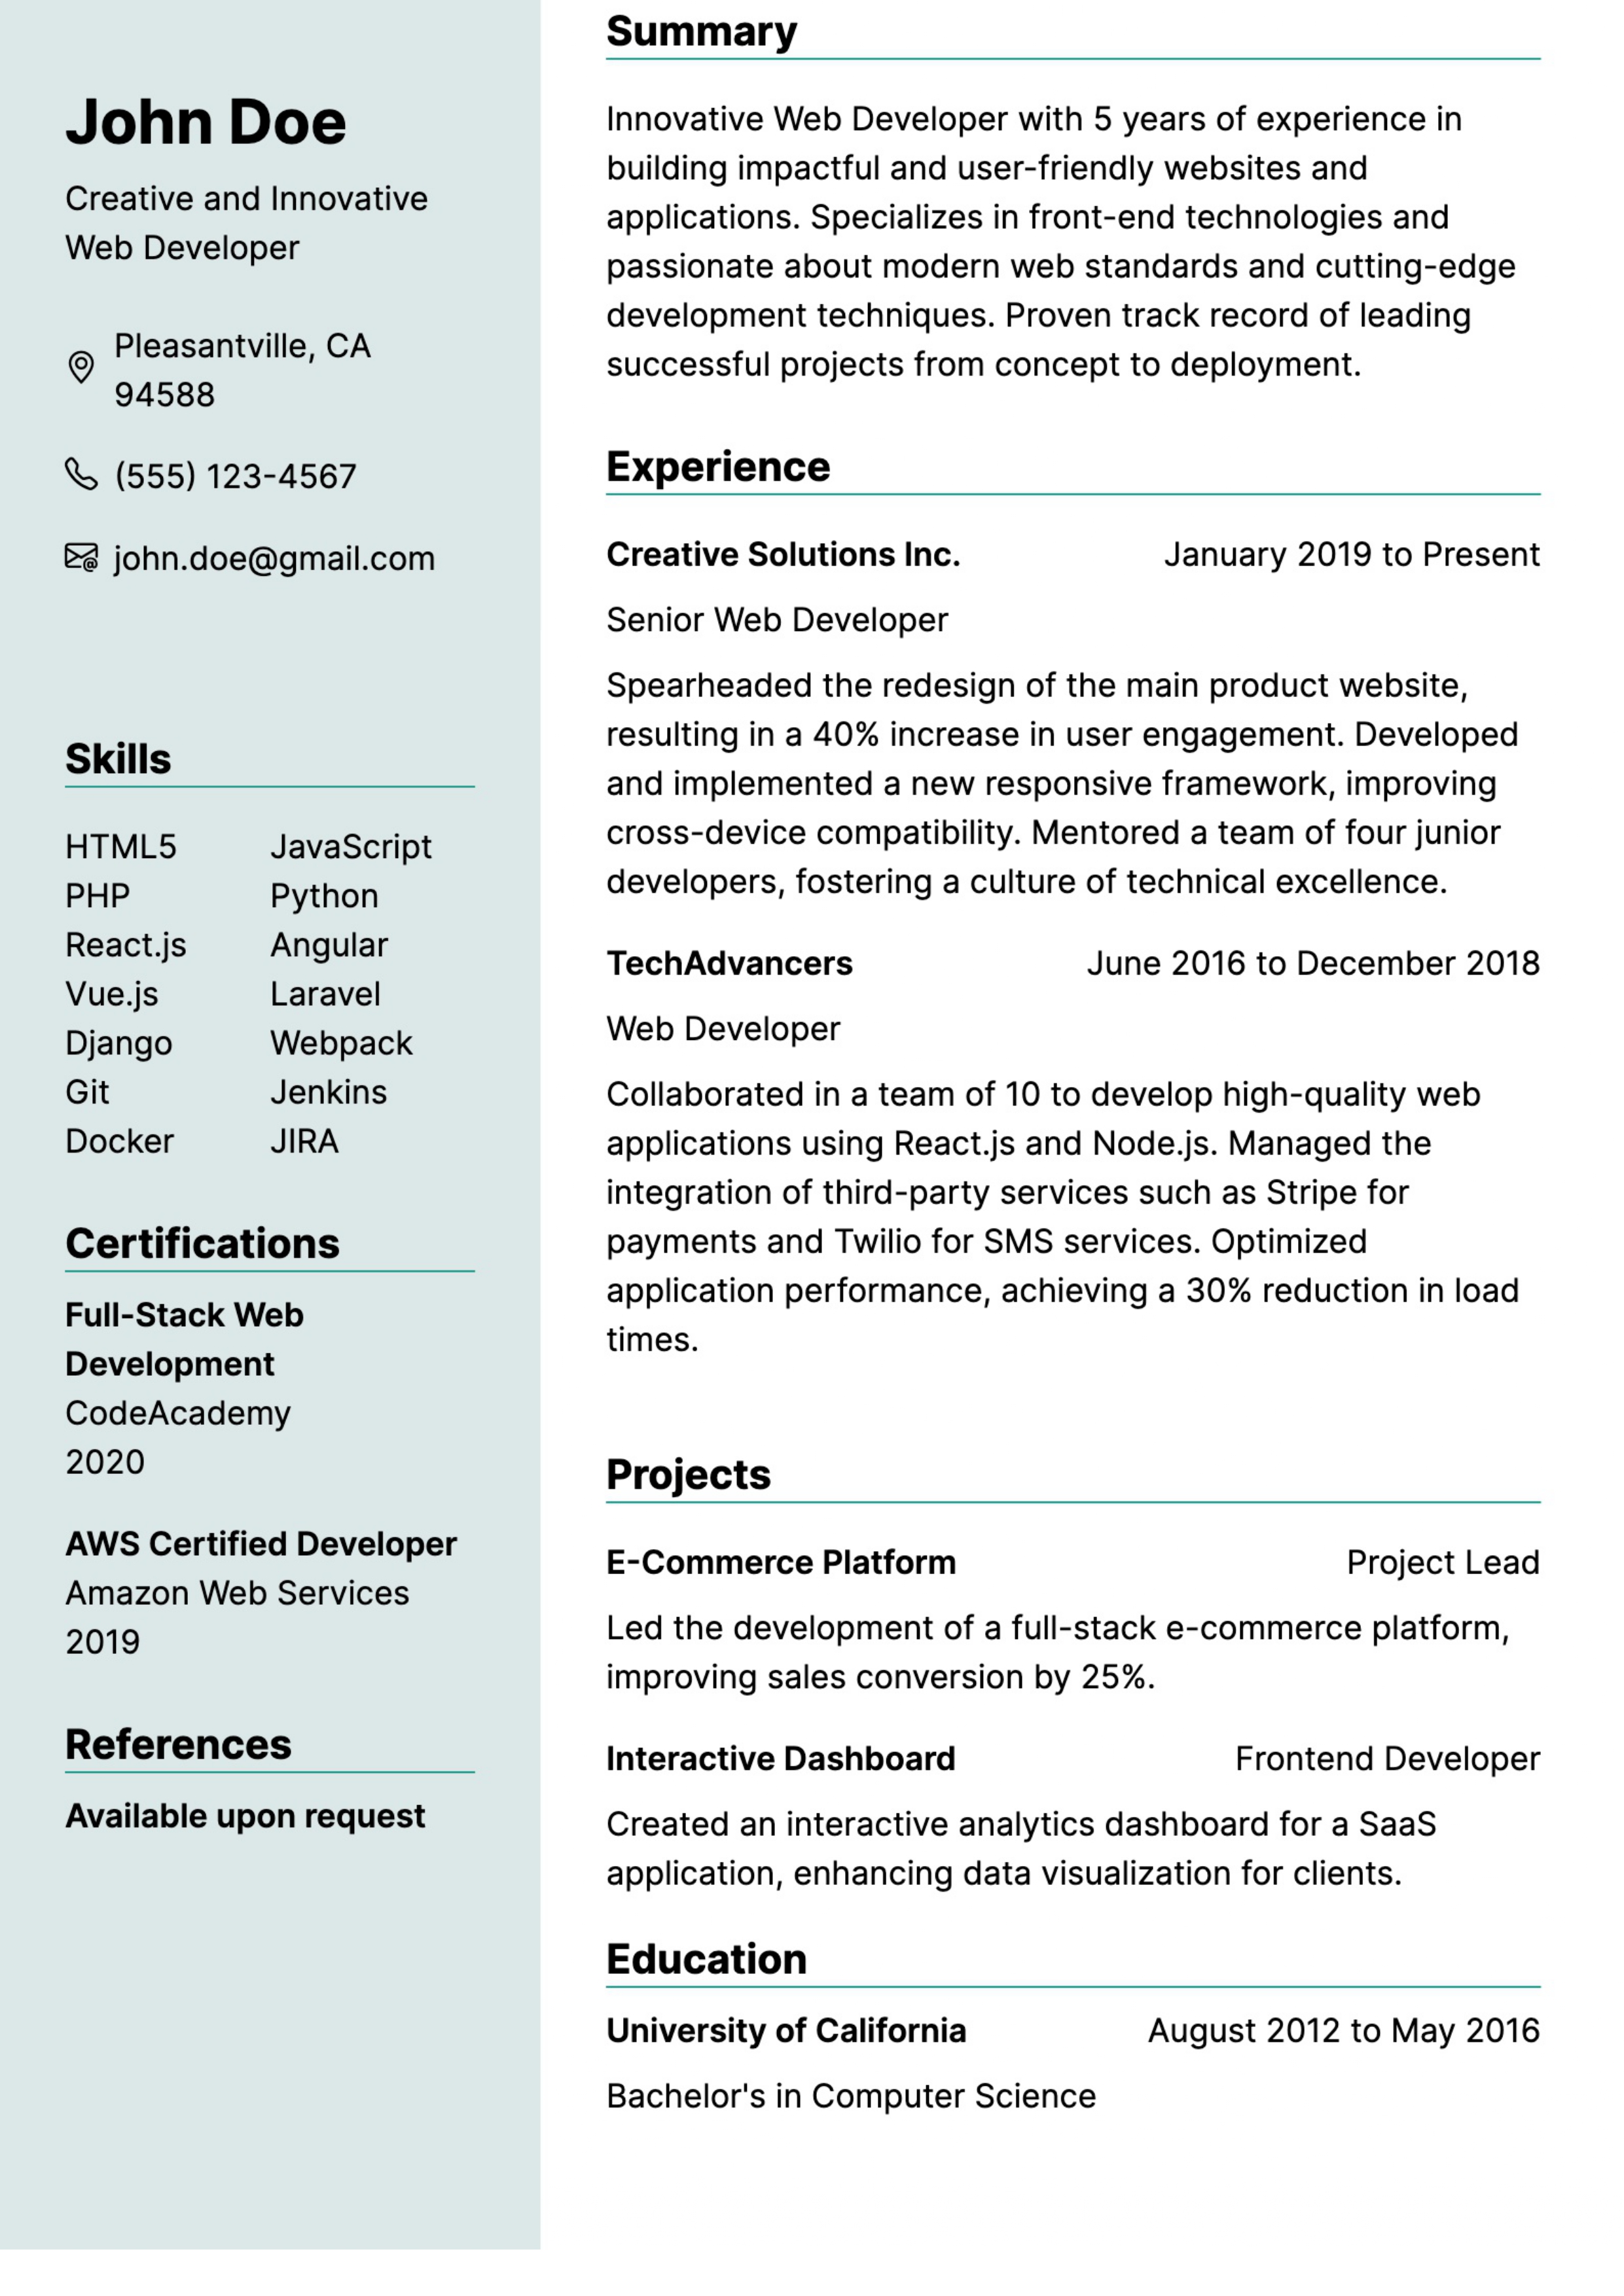 John Doe
Creative and Innovative
Web Developer
Pleasantville, CA
94588
(555) 123-4567
john.doe@gmail.com
Skills
HTML5 JavaScript
PHP Python
React.js Angular
Vue.js Laravel
Django Webpack
Git Jenkins
Docker JIRA
Certifications
Full-Stack Web
Development
CodeAcademy
2020
AWS Certified Developer
Amazon Web Services
2019
References
Available upon request
Summary
Innovative Web Developer with 5 years of experience in
building impactful and user-friendly websites and
applications. Specializes in front-end technologies and
passionate about modern web standards and cutting-edge
development techniques. Proven track record of leading
successful projects from concept to deployment.
Experience
Creative Solutions Inc. January 2019 to Present
Senior Web Developer
Spearheaded the redesign of the main product website,
resulting in a 40% increase in user engagement. Developed
and implemented a new responsive framework, improving
cross-device compatibility. Mentored a team of four junior
developers, fostering a culture of technical excellence.
TechAdvancers June 2016 to December 2018
Web Developer
Collaborated in a team of 10 to develop high-quality web
applications using React.js and Node.js. Managed the
integration of third-party services such as Stripe for
payments and Twilio for SMS services. Optimized
application performance, achieving a 30% reduction in load
times.
Projects
E-Commerce Platform Project Lead
Led the development of a full-stack e-commerce platform,
improving sales conversion by 25%.
Interactive Dashboard Frontend Developer
Created an interactive analytics dashboard for a SaaS
application, enhancing data visualization for clients.
Education
University of California August 2012 to May 2016
Bachelor's in Computer Science